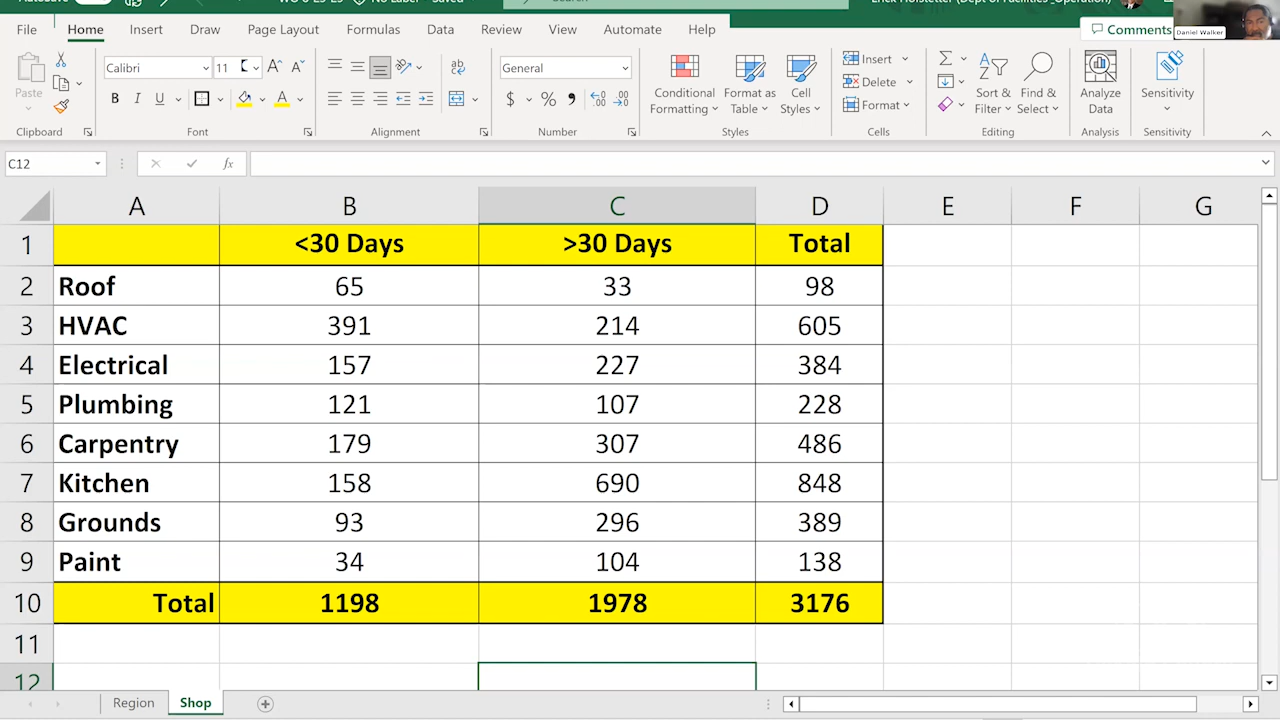 File Home Insert Draw Page Layout Formulas Data Review View Automate Help Comments
Daniel Walker
Paste
Calibri 11
B I U
General
$ % 9
Conditional Formatting
Format as Table
Cell Styles
Insert
Delete
Format
Sort & Filter
Find & Select
Analyze Data
Sensitivity
Clipboard Font Alignment Number Styles Cells Editing Analysis Sensitivity
C12 fx
A B C D E F G
1 <30 Days >30 Days Total
2 Roof 65 33 98
3 HVAC 391 214 605
4 Electrical 157 227 384
5 Plumbing 121 107 228
6 Carpentry 179 307 486
7 Kitchen 158 690 848
8 Grounds 93 296 389
9 Paint 34 104 138
10 Total 1198 1978 3176
11
12
Region Shop